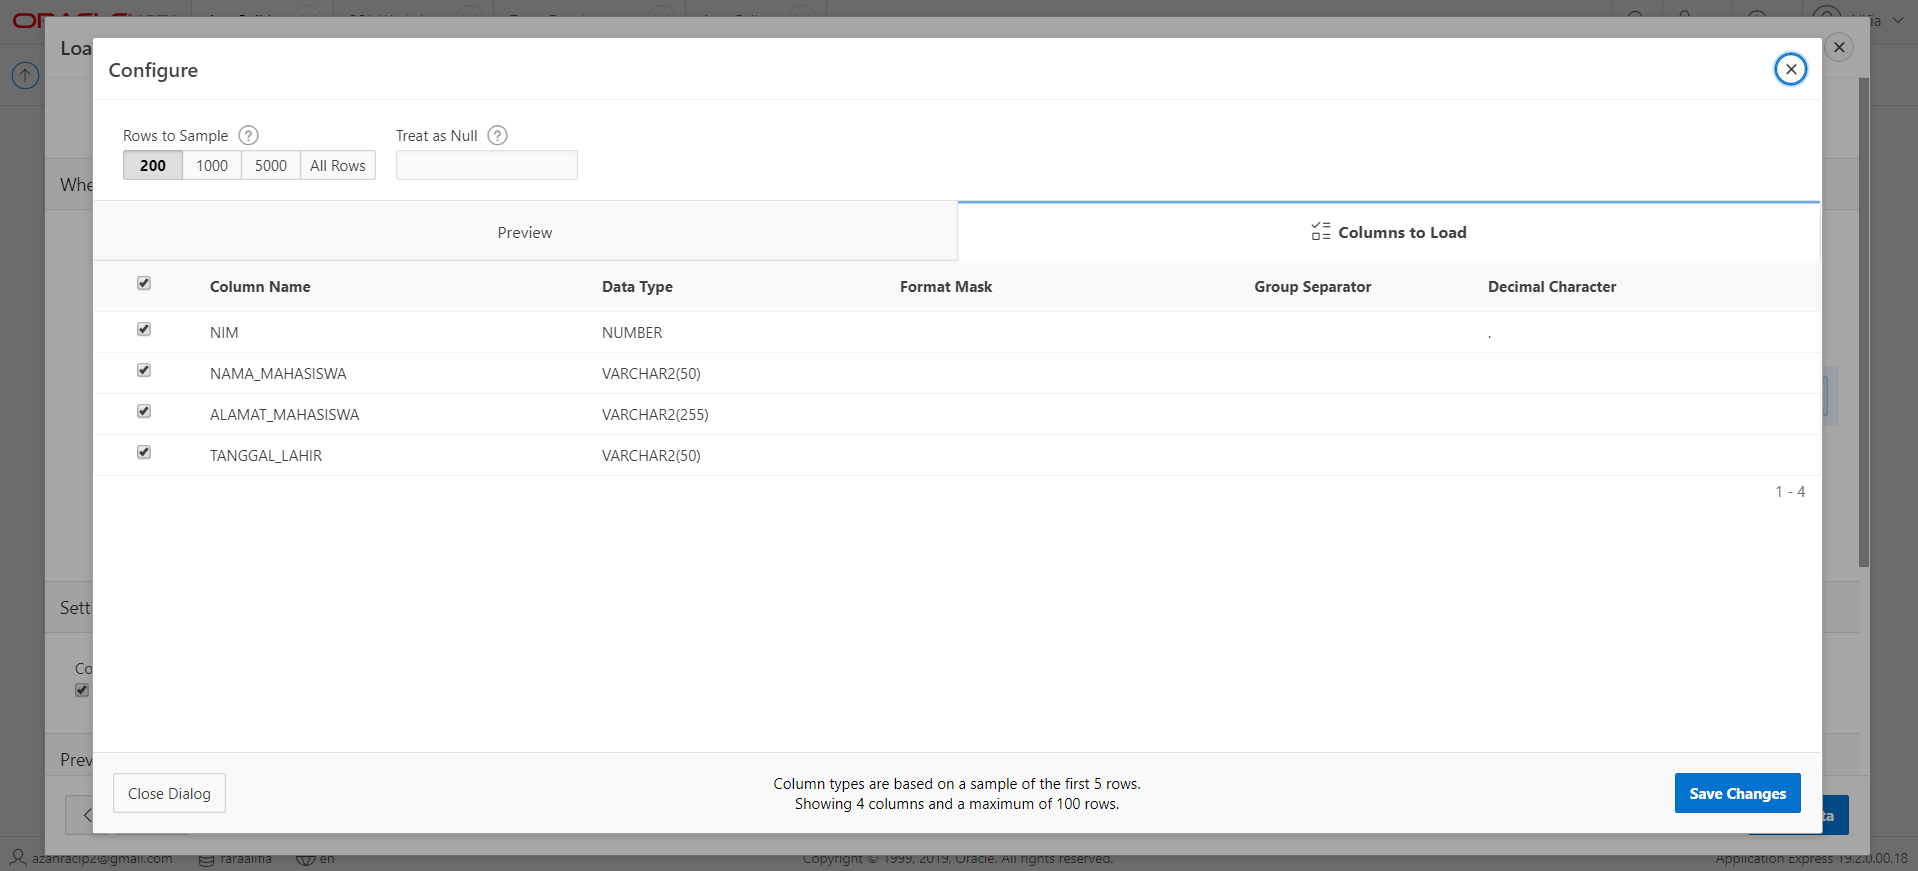 Configure
Rows to Sample ?
Treat as Null ?
200 1000 5000 All Rows
Preview
Columns to Load
Column Name Data Type Format Mask Group Separator Decimal Character
NIM NUMBER .
NAMA_MAHASISWA VARCHAR2(50)
ALAMAT_MAHASISWA VARCHAR2(255)
TANGGAL_LAHIR VARCHAR2(50)
1 - 4
Close Dialog
Column types are based on a sample of the first 5 rows.
Showing 4 columns and a maximum of 100 rows.
Save Changes
Loa
Whe
Sett
Co
Prev
ta
azanracip2@gmail.com raraalifia en
Copyright © 1999, 2019, Oracle. All rights reserved.
Application Express 19.2.0.00.18